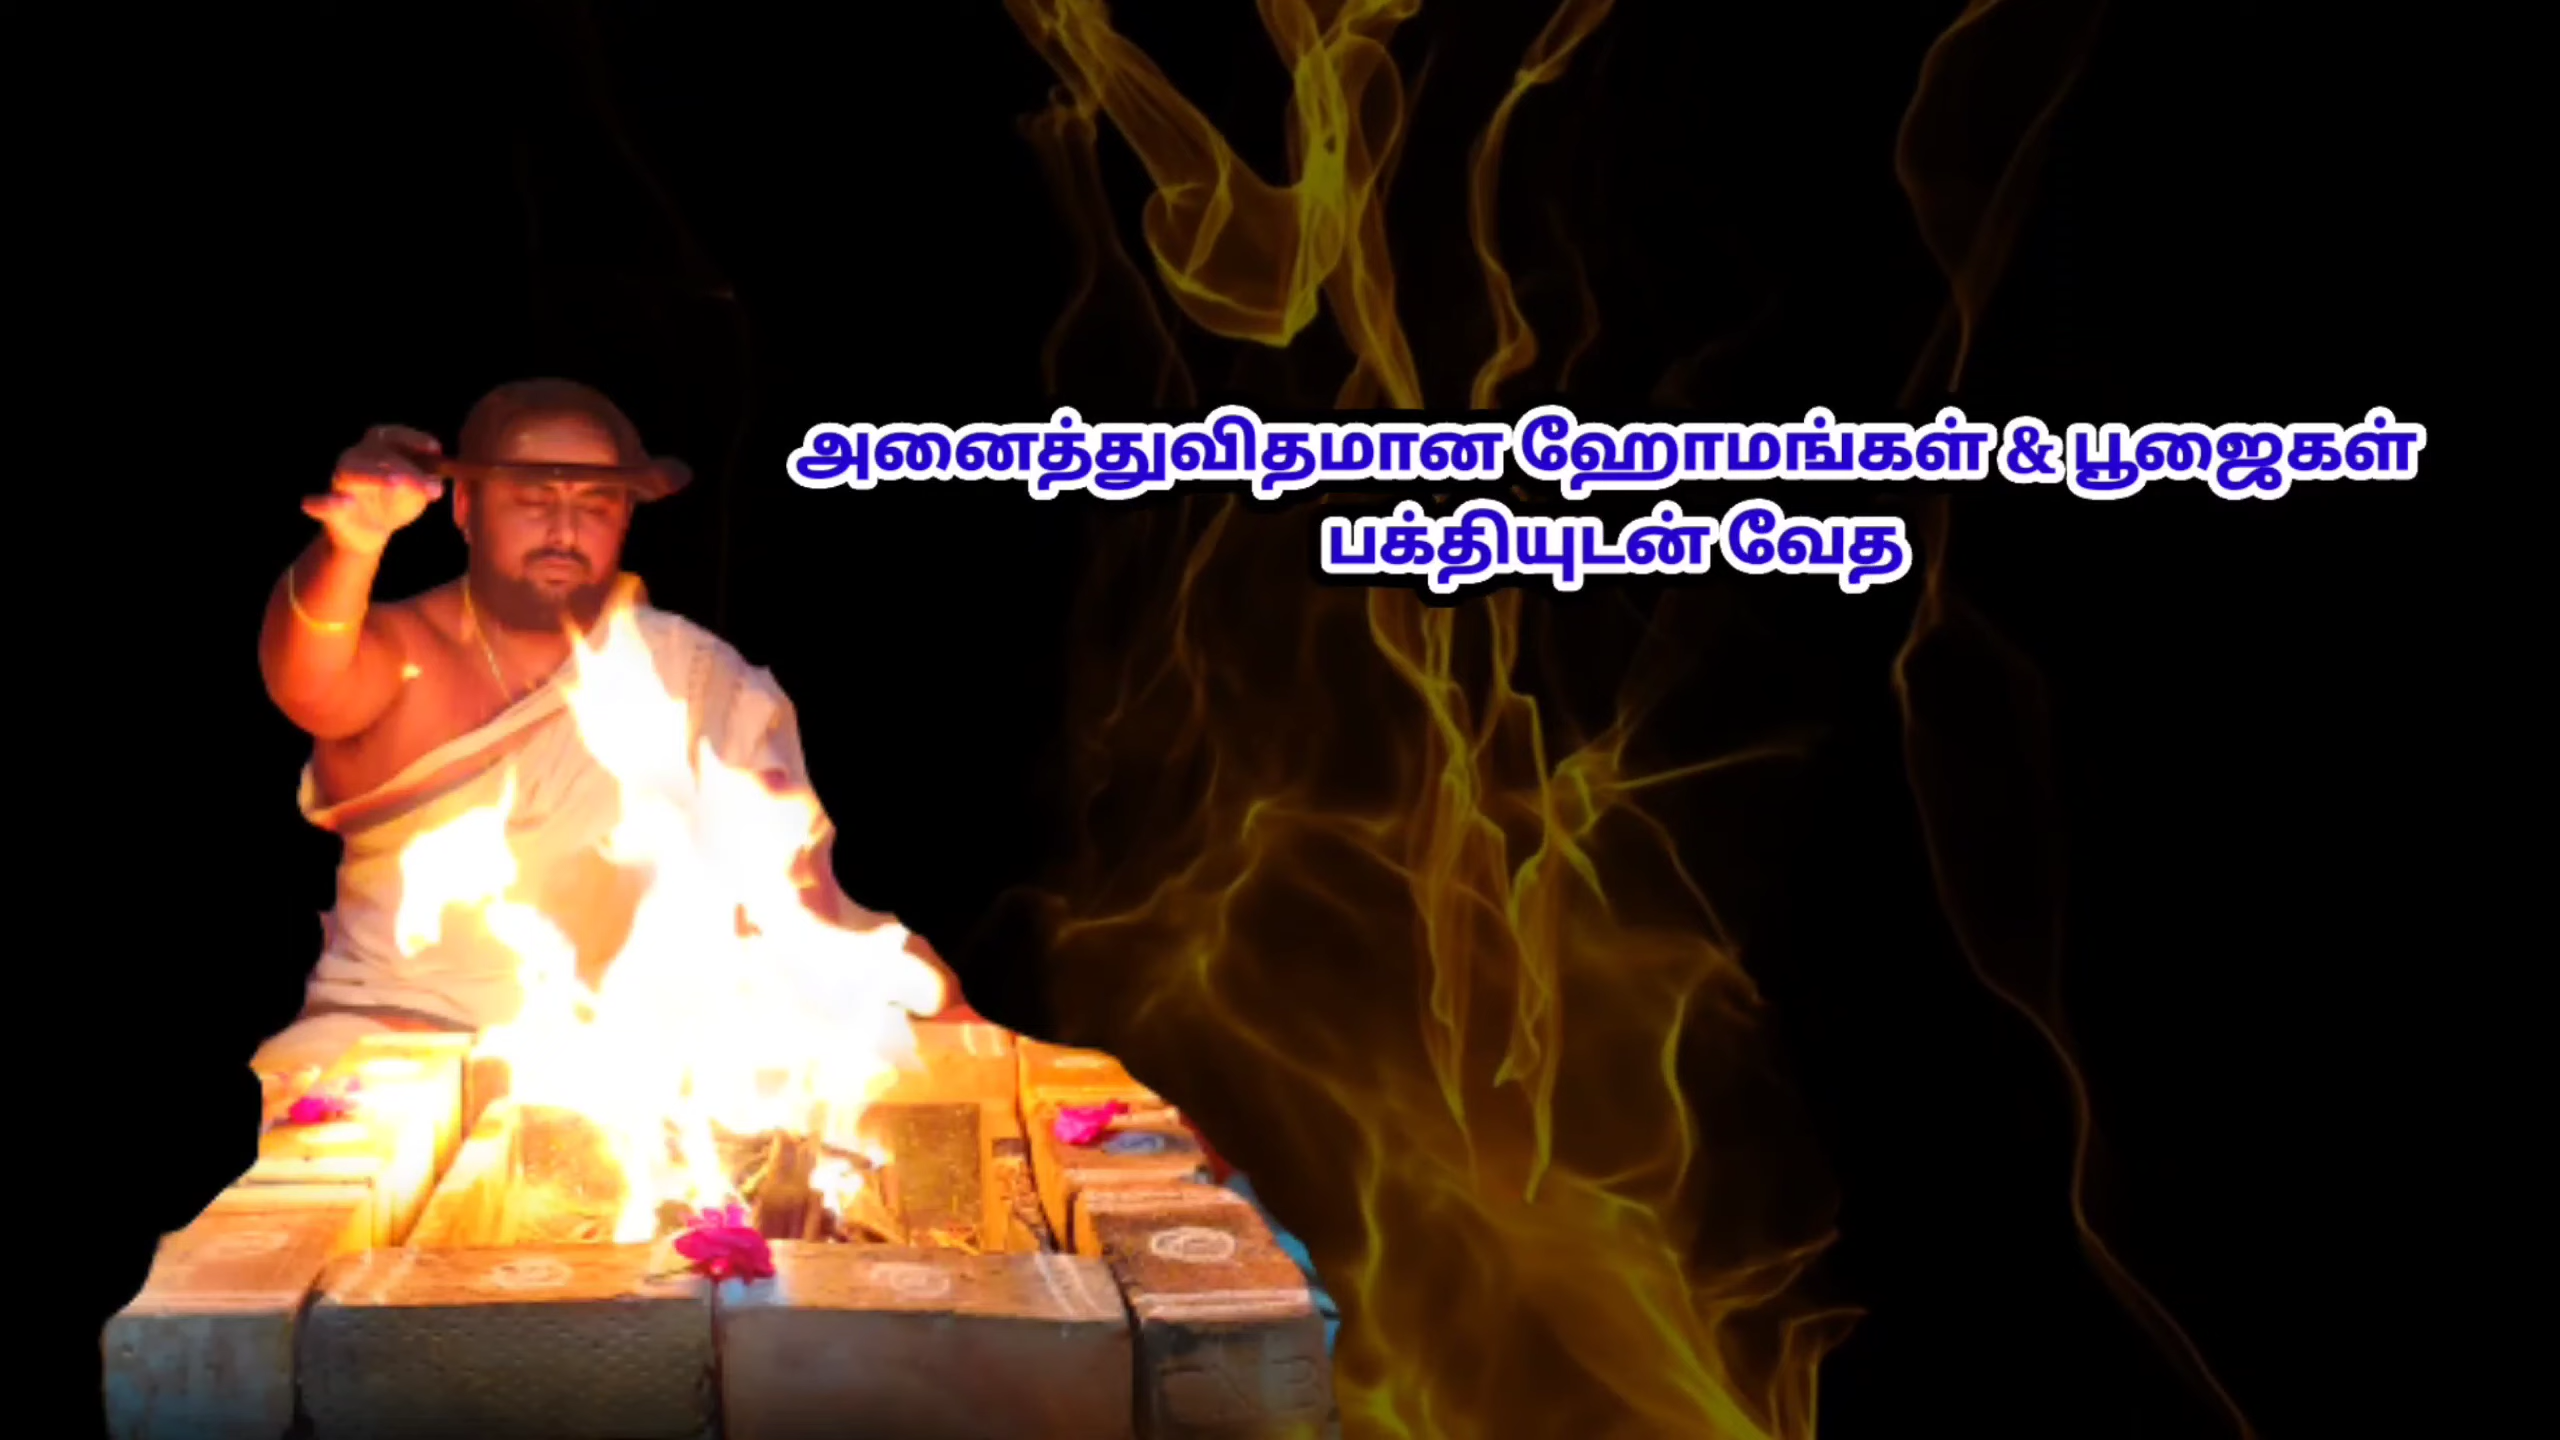 அனைத்துவிதமான ஹோமங்கள் & பூஜைகள்
பக்தியுடன் வேத